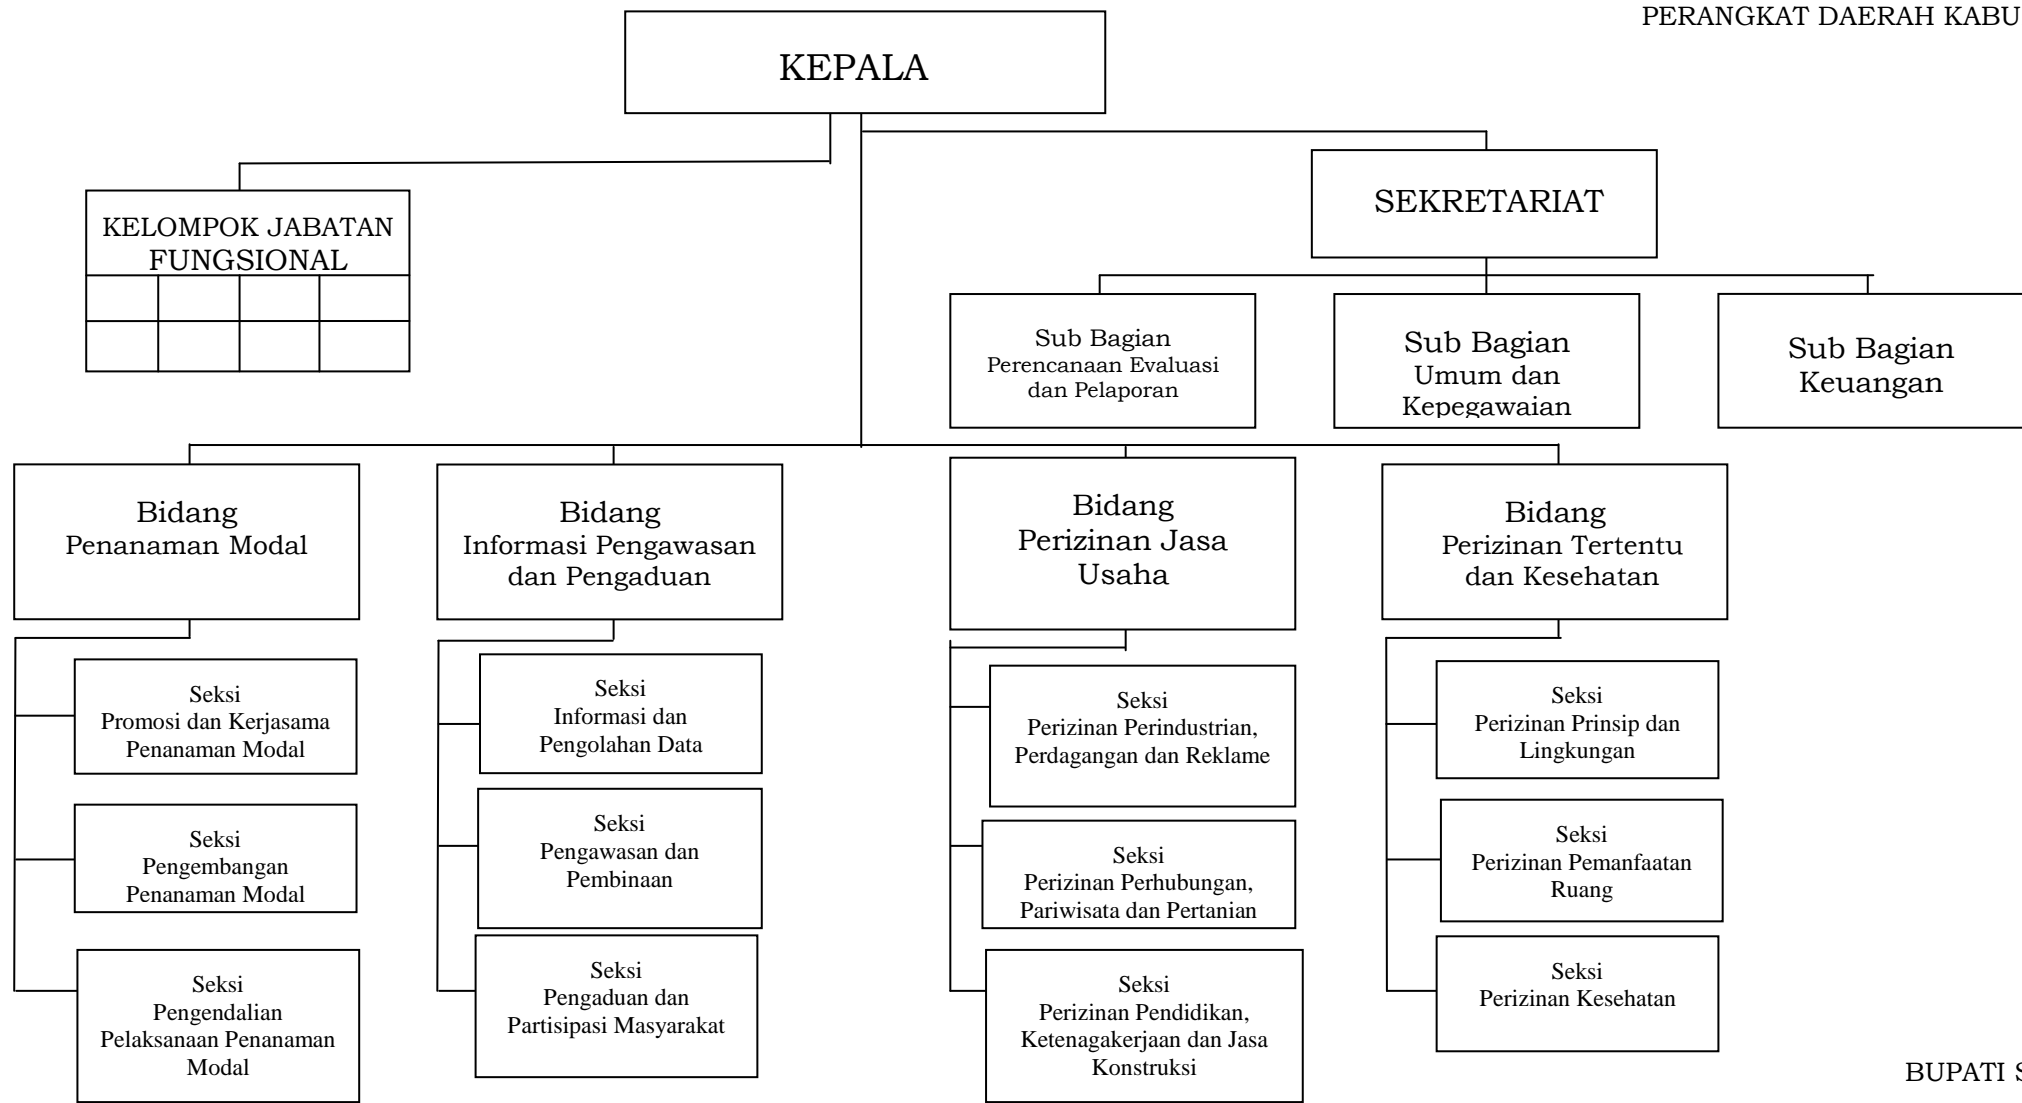 PERANGKAT DAERAH KABU
KEPALA
SEKRETARIAT
KELOMPOK JABATAN
FUNGSIONAL
Sub Bagian
Perencanaan Evaluasi
dan Pelaporan
Sub Bagian
Umum dan
Kepegawaian
Sub Bagian
Keuangan
Bidang
Penanaman Modal
Bidang
Informasi Pengawasan
dan Pengaduan
Bidang
Perizinan Jasa
Usaha
Bidang
Perizinan Tertentu
dan Kesehatan
Seksi
Promosi dan Kerjasama
Penanaman Modal
Seksi
Informasi dan
Pengolahan Data
Seksi
Perizinan Perindustrian,
Perdagangan dan Reklame
Seksi
Perizinan Prinsip dan
Lingkungan
Seksi
Pengembangan
Penanaman Modal
Seksi
Pengawasan dan
Pembinaan
Seksi
Perizinan Perhubungan,
Pariwisata dan Pertanian
Seksi
Perizinan Pemanfaatan
Ruang
Seksi
Pengendalian
Pelaksanaan Penanaman
Modal
Seksi
Pengaduan dan
Partisipasi Masyarakat
Seksi
Perizinan Pendidikan,
Ketenagakerjaan dan Jasa
Konstruksi
Seksi
Perizinan Kesehatan
BUPATI S